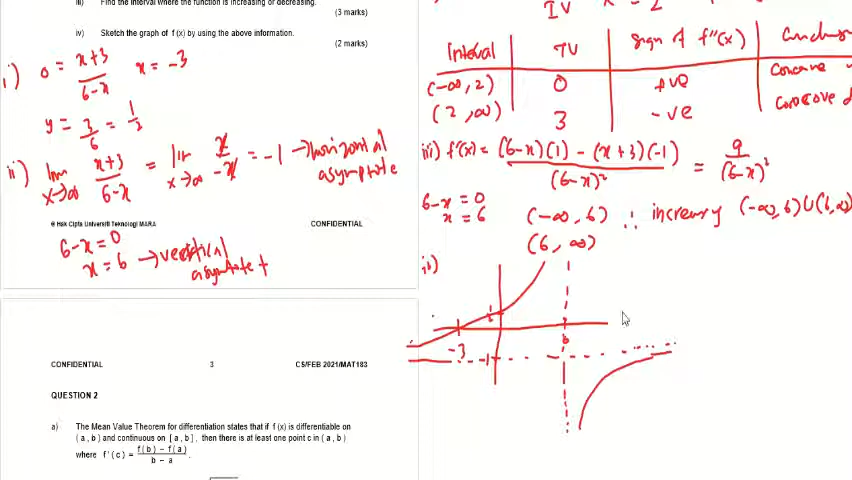 iii) Find the interval where the function is increasing or decreasing.
(3 marks)
iv) Sketch the graph of f (x) by using the above information.
(2 marks)
i) 0 = x+3 / 6-x x = -3
y = 3/6 = 1/2
ii) lim x→∞ x+3 / 6-x = lim x→∞ x / -x = -1 → horizontal
asymptote
© Hak Cipta Universiti Teknologi MARA CONFIDENTIAL
6-x=0
x = 6 → vertical
asymptote
CONFIDENTIAL 3 CS/FEB 2021/MAT183
QUESTION 2
a) The Mean Value Theorem for differentiation states that if f (x) is differentiable on
( a , b ) and continuous on [ a , b ], then there is at least one point c in ( a , b )
where f ' ( c ) = f( b ) − f( a ) / b − a .
IV
Interval TV sign of f''(x)
(-∞, 2) 0 +ve concave
(2, ∞) 3 -ve
iii) f'(x) = (6-x)(1) - (x+3)(-1) / (6-x)² = 9 / (6-x)²
6-x = 0
x = 6 (-∞, 6) ∴ increasing (-∞, 6) ∪ (6, ∞)
(6, ∞)
iv)
6
-3 -1